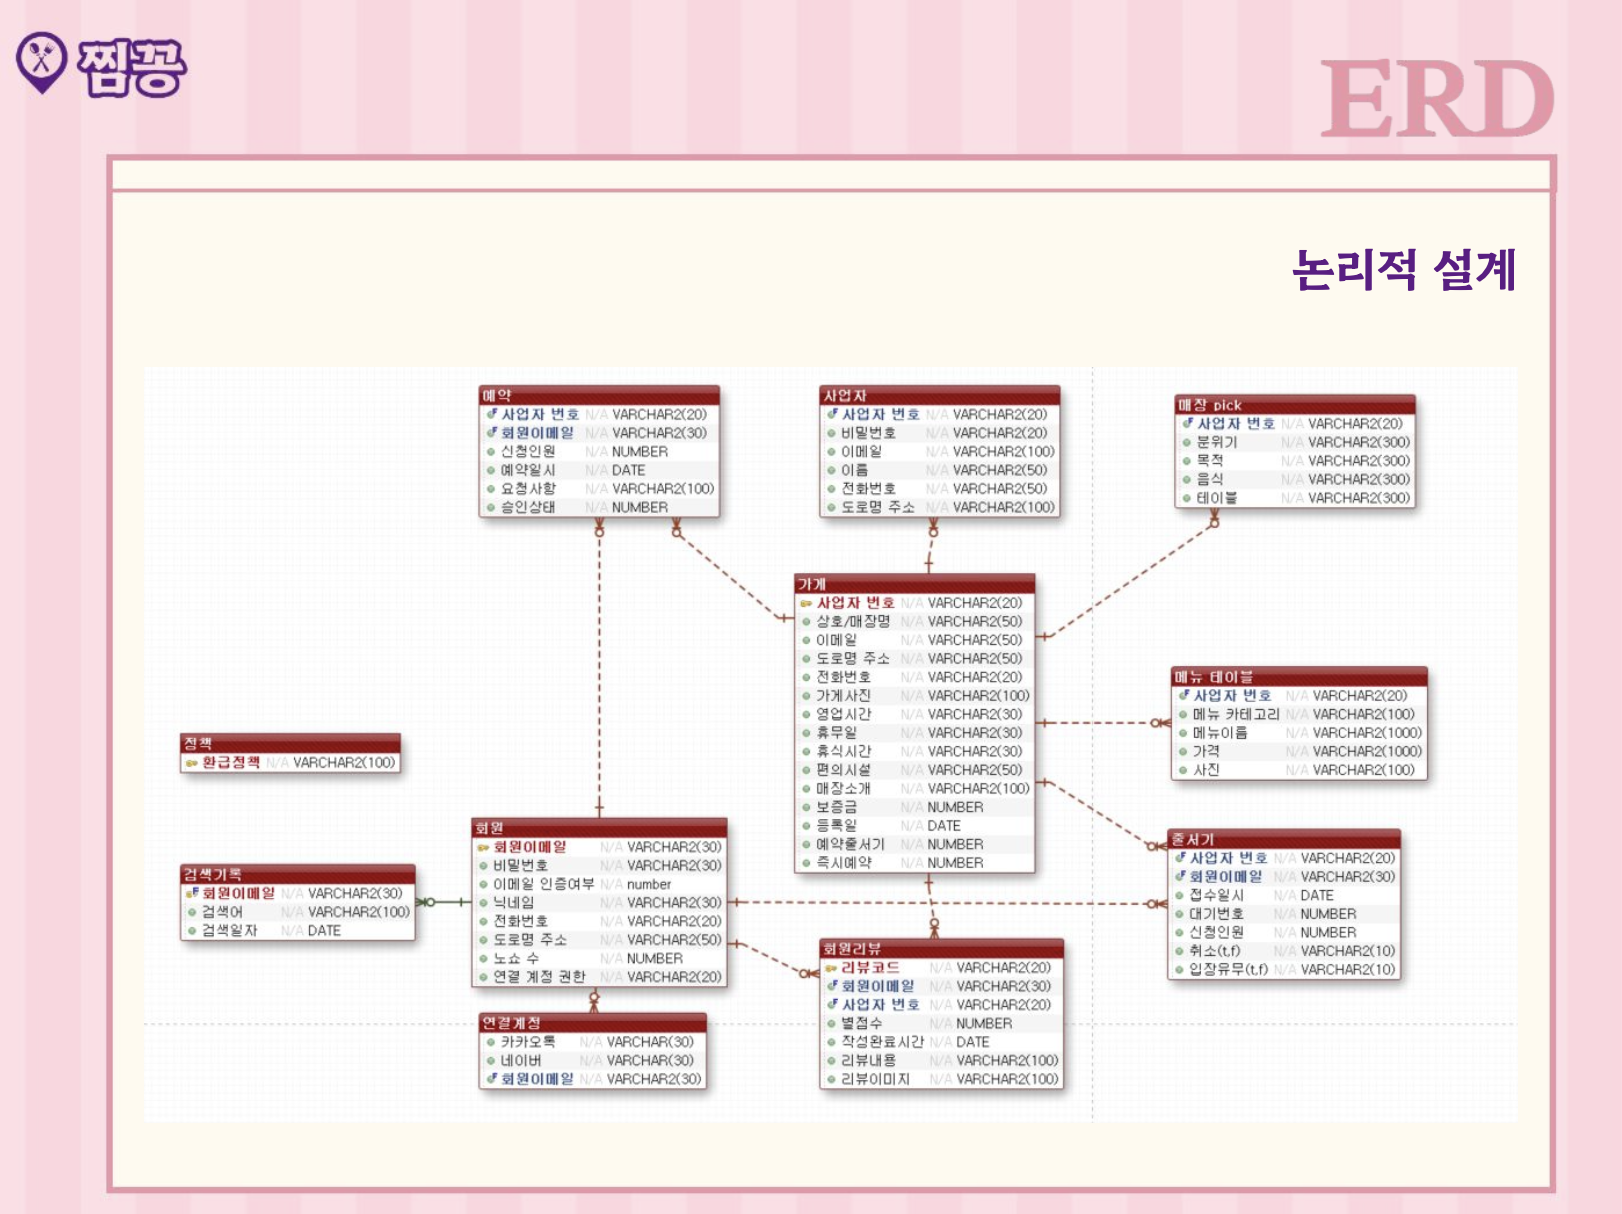 찜꽁
ERD
논리적 설계
예약
사업자 번호 N/A VARCHAR2(20)
회원이메일 N/A VARCHAR2(30)
신청인원 N/A NUMBER
예약일시 N/A DATE
요청사항 N/A VARCHAR2(100)
승인상태 N/A NUMBER
사업자
사업자 번호 N/A VARCHAR2(20)
비밀번호 N/A VARCHAR2(20)
이메일 N/A VARCHAR2(100)
이름 N/A VARCHAR2(50)
전화번호 N/A VARCHAR2(50)
도로명 주소 N/A VARCHAR2(100)
매장 pick
사업자 번호 N/A VARCHAR2(20)
분위기 N/A VARCHAR2(300)
목적 N/A VARCHAR2(300)
음식 N/A VARCHAR2(300)
테이블 N/A VARCHAR2(300)
가게
사업자 번호 N/A VARCHAR2(20)
상호/매장명 N/A VARCHAR2(50)
이메일 N/A VARCHAR2(50)
도로명 주소 N/A VARCHAR2(50)
전화번호 N/A VARCHAR2(20)
가게사진 N/A VARCHAR2(100)
영업시간 N/A VARCHAR2(30)
휴무일 N/A VARCHAR2(30)
휴식시간 N/A VARCHAR2(30)
편의시설 N/A VARCHAR2(50)
매장소개 N/A VARCHAR2(100)
보증금 N/A NUMBER
등록일 N/A DATE
예약줄서기 N/A NUMBER
즉시예약 N/A NUMBER
메뉴 테이블
사업자 번호 N/A VARCHAR2(20)
메뉴 카테고리 N/A VARCHAR2(100)
메뉴이름 N/A VARCHAR2(1000)
가격 N/A VARCHAR2(1000)
사진 N/A VARCHAR2(100)
정책
환급정책 N/A VARCHAR2(100)
회원
회원이메일 N/A VARCHAR2(30)
비밀번호 N/A VARCHAR2(30)
이메일 인증여부 N/A number
닉네임 N/A VARCHAR2(30)
전화번호 N/A VARCHAR2(20)
도로명 주소 N/A VARCHAR2(50)
노쇼 수 N/A NUMBER
연결 계정 권한 N/A VARCHAR2(20)
줄서기
사업자 번호 N/A VARCHAR2(20)
회원이메일 N/A VARCHAR2(30)
접수일시 N/A DATE
대기번호 N/A NUMBER
신청인원 N/A NUMBER
취소(t,f) N/A VARCHAR2(10)
입장유무(t,f) N/A VARCHAR2(10)
검색기록
회원이메일 N/A VARCHAR2(30)
검색어 N/A VARCHAR2(100)
검색일자 N/A DATE
회원리뷰
리뷰코드 N/A VARCHAR2(20)
회원이메일 N/A VARCHAR2(30)
사업자 번호 N/A VARCHAR2(20)
별점수 N/A NUMBER
작성완료시간 N/A DATE
리뷰내용 N/A VARCHAR2(100)
리뷰이미지 N/A VARCHAR2(100)
연결계정
카카오톡 N/A VARCHAR(30)
네이버 N/A VARCHAR(30)
회원이메일 N/A VARCHAR2(30)